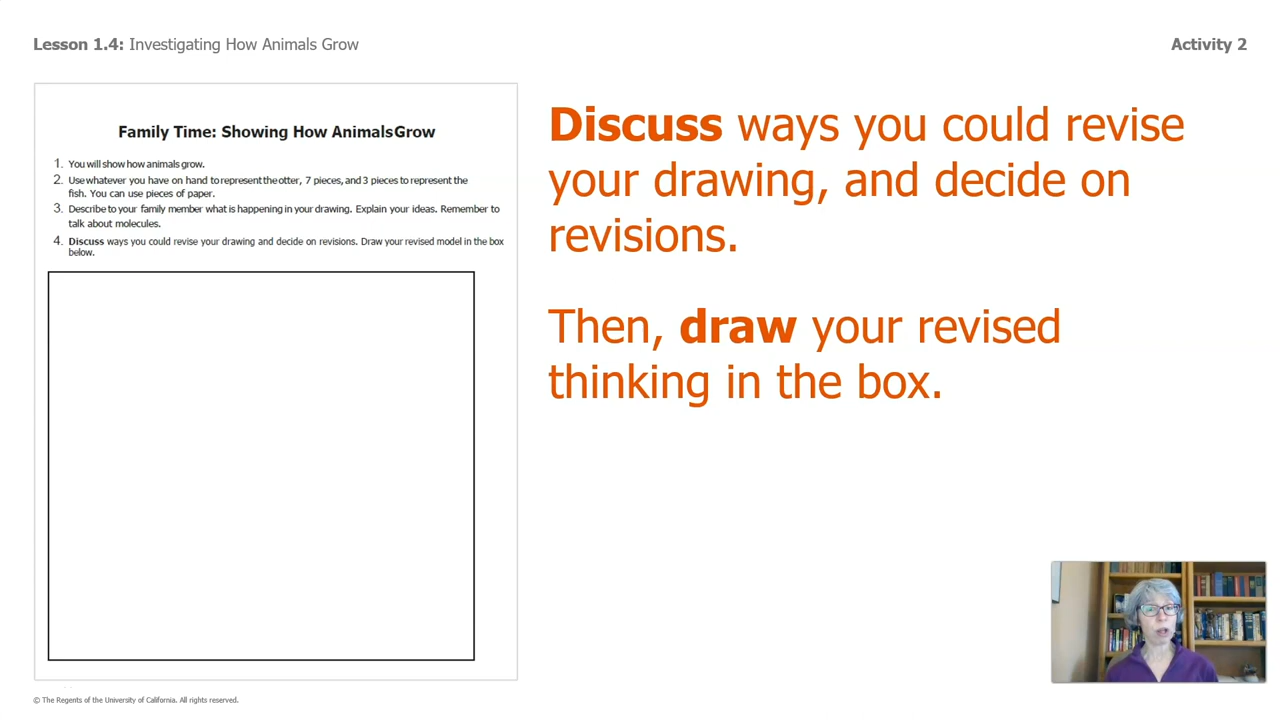 Lesson 1.4: Investigating How Animals Grow
Activity 2
Family Time: Showing How AnimalsGrow
1. You will show how animals grow.
2. Use whatever you have on hand to represent the otter, 7 pieces, and 3 pieces to represent the
fish. You can use pieces of paper.
3. Describe to your family member what is happening in your drawing. Explain your ideas. Remember to
talk about molecules.
4. Discuss ways you could revise your drawing and decide on revisions. Draw your revised model in the box
below.
Discuss ways you could revise
your drawing, and decide on
revisions.
Then, draw your revised
thinking in the box.
© The Regents of the University of California. All rights reserved.